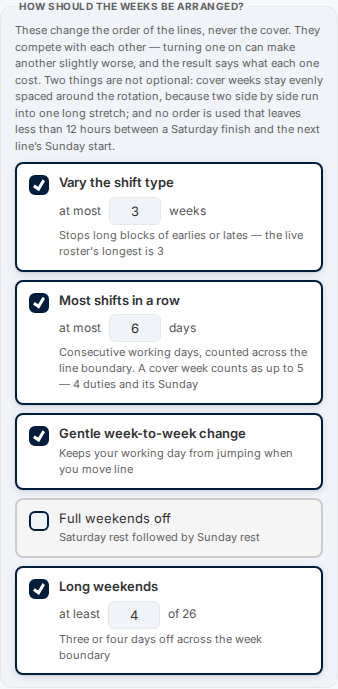 HOW SHOULD THE WEEKS BE ARRANGED?
These change the order of the lines, never the cover. They
compete with each other — turning one on can make
another slightly worse, and the result says what each one
cost. Two things are not optional: cover weeks stay evenly
spaced around the rotation, because two side by side run
into one long stretch; and no order is used that leaves
less than 12 hours between a Saturday finish and the next
line's Sunday start.
Vary the shift type
at most 3 weeks
Stops long blocks of earlies or lates — the live
roster's longest is 3
Most shifts in a row
at most 6 days
Consecutive working days, counted across the
line boundary. A cover week counts as up to 5
— 4 duties and its Sunday
Gentle week-to-week change
Keeps your working day from jumping when
you move line
Full weekends off
Saturday rest followed by Sunday rest
Long weekends
at least 4 of 26
Three or four days off across the week
boundary